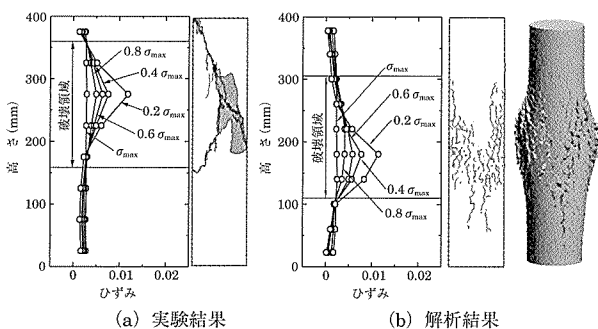 400
300
200
100
0
高さ(mm)
破壊領域
0.8 σmax
0.4 σmax
0.2 σmax
0.6 σmax
σmax
0
0.01
0.02
ひずみ
(a) 実験結果
400
300
200
100
0
高さ(mm)
破壊領域
σmax
0.6 σmax
0.2 σmax
0.4 σmax
0.8 σmax
0
0.01
0.02
ひずみ
(b) 解析結果